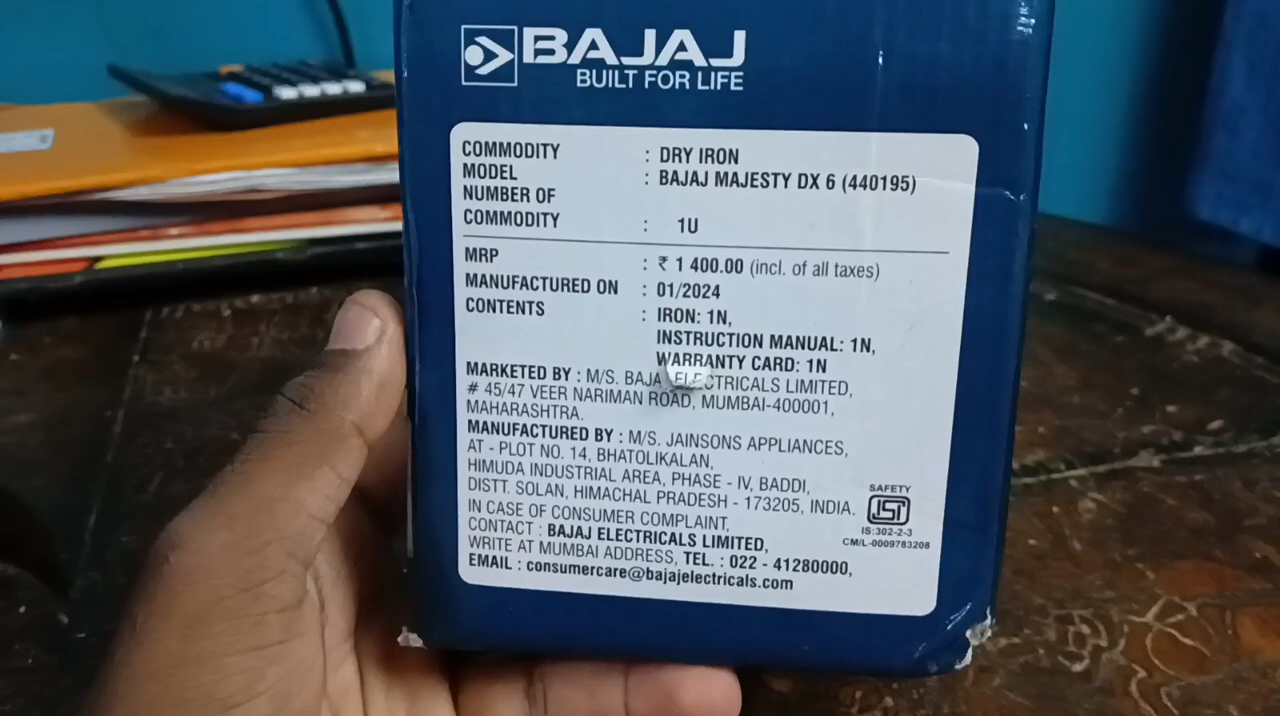 BAJAJ
BUILT FOR LIFE
COMMODITY : DRY IRON
MODEL : BAJAJ MAJESTY DX 6 (440195)
NUMBER OF
COMMODITY : 1U
MRP : ₹ 1 400.00 (incl. of all taxes)
MANUFACTURED ON : 01/2024
CONTENTS : IRON: 1N,
INSTRUCTION MANUAL: 1N,
WARRANTY CARD: 1N
MARKETED BY : M/S. BAJA ELECTRICALS LIMITED,
# 45/47 VEER NARIMAN ROAD, MUMBAI-400001,
MAHARASHTRA.
MANUFACTURED BY : M/S. JAINSONS APPLIANCES,
AT - PLOT NO. 14, BHATOLIKALAN,
HIMUDA INDUSTRIAL AREA, PHASE - IV, BADDI,
DISTT. SOLAN, HIMACHAL PRADESH - 173205, INDIA.
IN CASE OF CONSUMER COMPLAINT,
CONTACT : BAJAJ ELECTRICALS LIMITED,
WRITE AT MUMBAI ADDRESS, TEL. : 022 - 41280000,
EMAIL : consumercare@bajajelectricals.com
SAFETY
ISI
IS:302-2-3
CM/L-0009783208